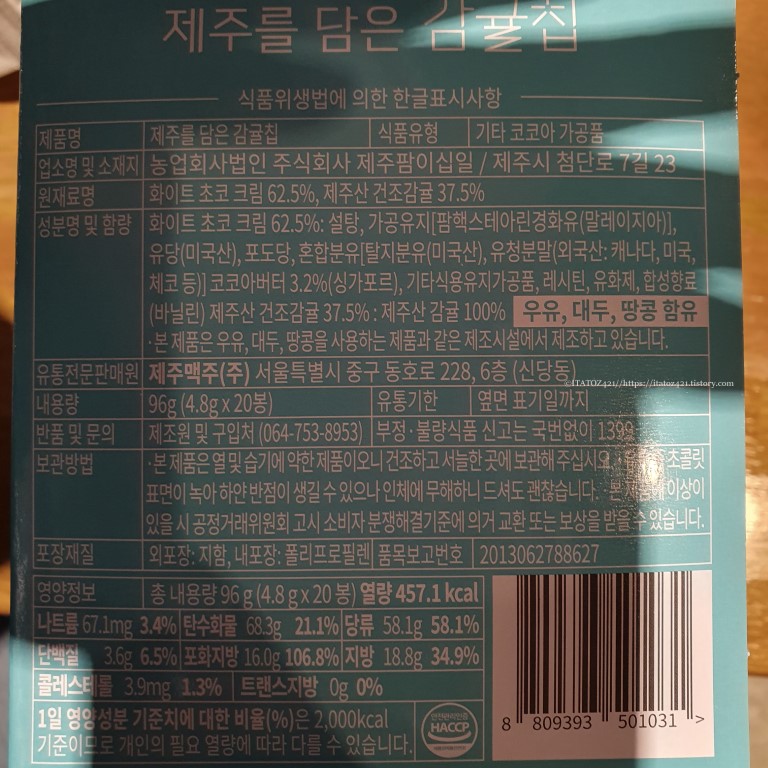 제주를 담은 감귤칩
식품위생법에 의한 한글표시사항
제품명 제주를 담은 감귤칩 식품유형 기타 코코아 가공품
업소명 및 소재지 농업회사법인 주식회사 제주팜이십일 / 제주시 첨단로 7길 23
원재료명 화이트 초코 크림 62.5%, 제주산 건조감귤 37.5%
성분명 및 함량 화이트 초코 크림 62.5%: 설탕, 가공유지[팜핵스테아린경화유(말레이지아)],
유당(미국산), 포도당, 혼합분유[탈지분유(미국산), 유청분말(외국산: 캐나다, 미국,
체코 등)] 코코아버터 3.2%(싱가포르), 기타식용유지가공품, 레시틴, 유화제, 합성향료
(바닐린) 제주산 건조감귤 37.5% : 제주산 감귤 100% 우유, 대두, 땅콩 함유
·본 제품은 우유, 대두, 땅콩을 사용하는 제품과 같은 제조시설에서 제조하고 있습니다.
유통전문판매원 제주맥주(주) 서울특별시 중구 동호로 228, 6층 (신당동)
©ITATOZ421//https://itatoz421.tistory.com
내용량 96g (4.8g x 20봉) 유통기한 옆면 표기일까지
반품 및 문의 제조원 및 구입처 (064-753-8953) 부정·불량식품 신고는 국번없이 1399
보관방법 ·본 제품은 열 및 습기에 약한 제품이오니 건조하고 서늘한 곳에 보관해 주십시오 초콜릿
표면이 녹아 하얀 반점이 생길 수 있으나 인체에 무해하니 드셔도 괜찮습니다. 이상이
있을 시 공정거래위원회 고시 소비자 분쟁해결기준에 의거 교환 또는 보상을 받을 수 있습니다.
포장재질 외포장: 지함, 내포장: 폴리프로필렌 품목보고번호 2013062788627
영양정보 총 내용량 96 g (4.8 g x 20 봉) 열량 457.1 kcal
나트륨 67.1mg 3.4% 탄수화물 68.3g 21.1% 당류 58.1g 58.1%
단백질 3.6g 6.5% 포화지방 16.0g 106.8% 지방 18.8g 34.9%
콜레스테롤 3.9mg 1.3% 트랜스지방 0g 0%
1일 영양성분 기준치에 대한 비율(%)은 2,000kcal
기준이므로 개인의 필요 열량에 따라 다를 수 있습니다.
HACCP
8 809393 501031 >